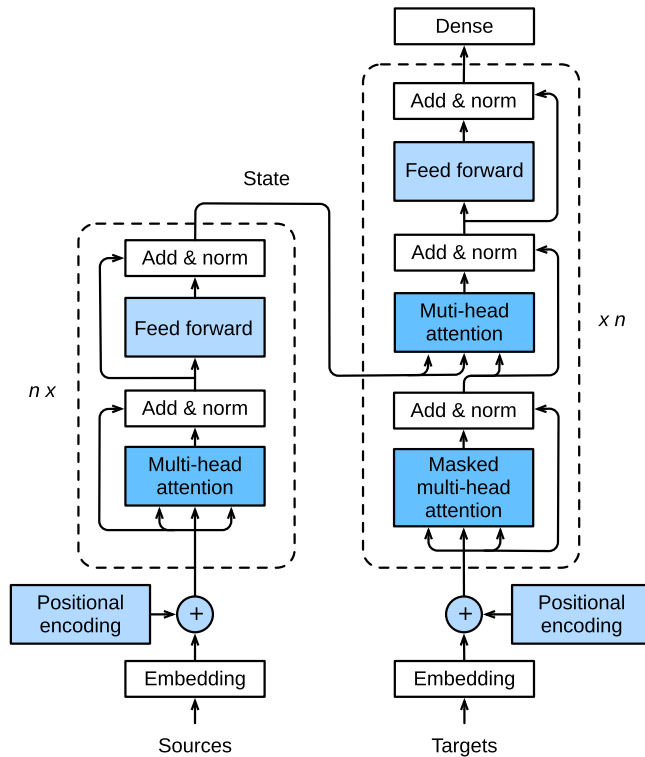 Dense
Add & norm
Feed forward
State
Add & norm
Add & norm
Feed forward
Muti-head
attention
x n
n x
Add & norm
Add & norm
Multi-head
attention
Masked
multi-head
attention
Positional
encoding
+
+
Positional
encoding
Embedding
Embedding
Sources
Targets